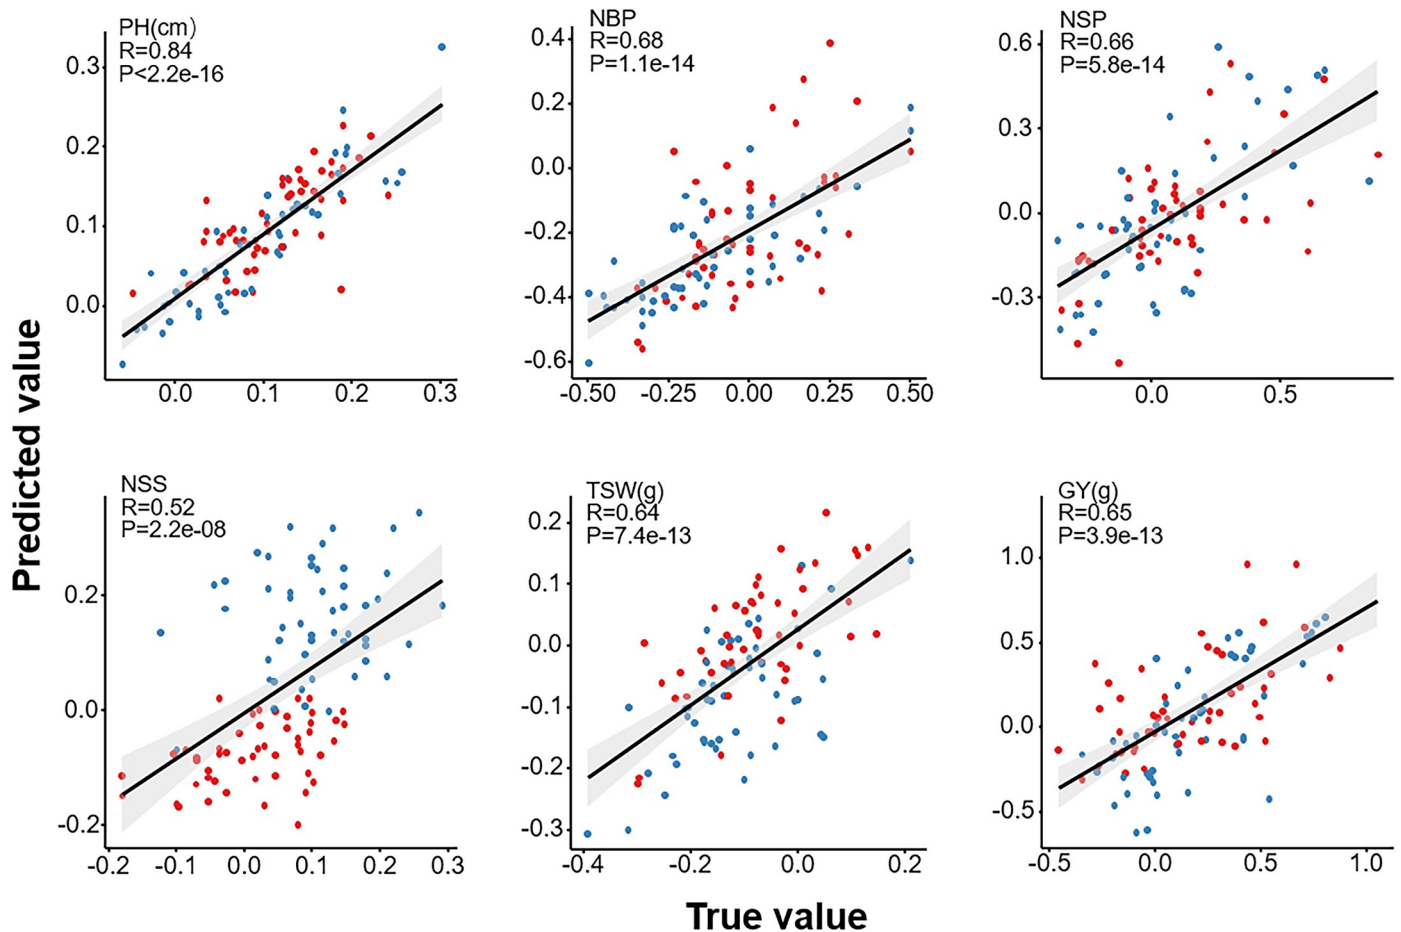 PH(cm)
R=0.84
P<2.2e-16
0.3
0.2
0.1
0.0
0.0 0.1 0.2 0.3
NBP
R=0.68
P=1.1e-14
0.4
0.2
0.0
-0.2
-0.4
-0.6
-0.50 -0.25 0.00 0.25 0.50
NSP
R=0.66
P=5.8e-14
0.6
0.3
0.0
-0.3
0.0 0.5
Predicted value
NSS
R=0.52
P=2.2e-08
0.2
0.0
-0.2
-0.2 -0.1 0.0 0.1 0.2 0.3
TSW(g)
R=0.64
P=7.4e-13
0.2
0.1
0.0
-0.1
-0.2
-0.3
-0.4 -0.2 0.0 0.2
GY(g)
R=0.65
P=3.9e-13
1.0
0.5
0.0
-0.5
-0.5 0.0 0.5 1.0
True value